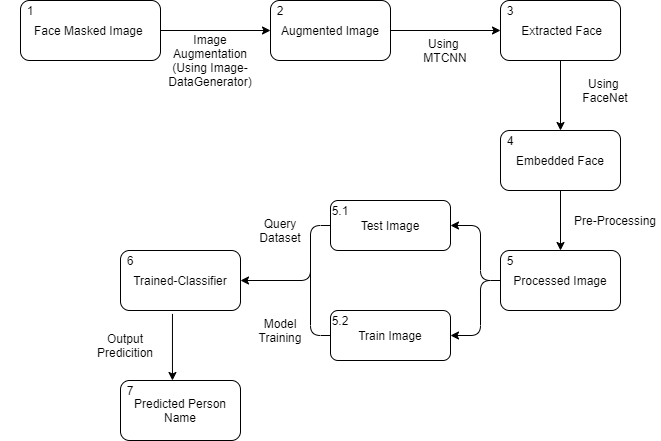 1
Face Masked Image
Image
Augmentation
(Using Image-
DataGenerator)
2
Augmented Image
Using
MTCNN
3
Extracted Face
Using
FaceNet
4
Embedded Face
Pre-Processing
5
Processed Image
5.1
Test Image
5.2
Train Image
Query
Dataset
Model
Training
6
Trained-Classifier
Output
Predicition
7
Predicted Person
Name